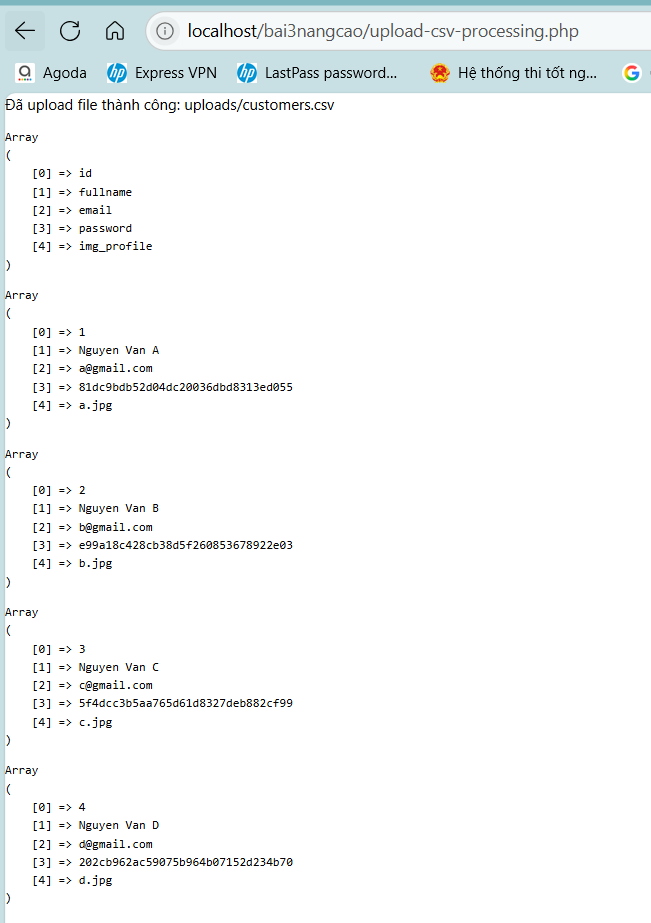 localhost/bai3nangcao/upload-csv-processing.php
Agoda Express VPN LastPass password... Hệ thống thi tốt ng...
Đã upload file thành công: uploads/customers.csv
Array
(
[0] => id
[1] => fullname
[2] => email
[3] => password
[4] => img_profile
)
Array
(
[0] => 1
[1] => Nguyen Van A
[2] => a@gmail.com
[3] => 81dc9bdb52d04dc20036dbd8313ed055
[4] => a.jpg
)
Array
(
[0] => 2
[1] => Nguyen Van B
[2] => b@gmail.com
[3] => e99a18c428cb38d5f260853678922e03
[4] => b.jpg
)
Array
(
[0] => 3
[1] => Nguyen Van C
[2] => c@gmail.com
[3] => 5f4dcc3b5aa765d61d8327deb882cf99
[4] => c.jpg
)
Array
(
[0] => 4
[1] => Nguyen Van D
[2] => d@gmail.com
[3] => 202cb962ac59075b964b07152d234b70
[4] => d.jpg
)